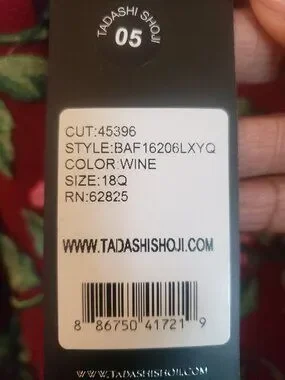 TADASHI SHOJI
05
CUT:45396
STYLE:BAF16206LXYQ
COLOR:WINE
SIZE:18Q
RN:62825
WWW.TADASHISHOJI.COM
8 86750 41721 9
WWW.TADASHISHOJI.COM